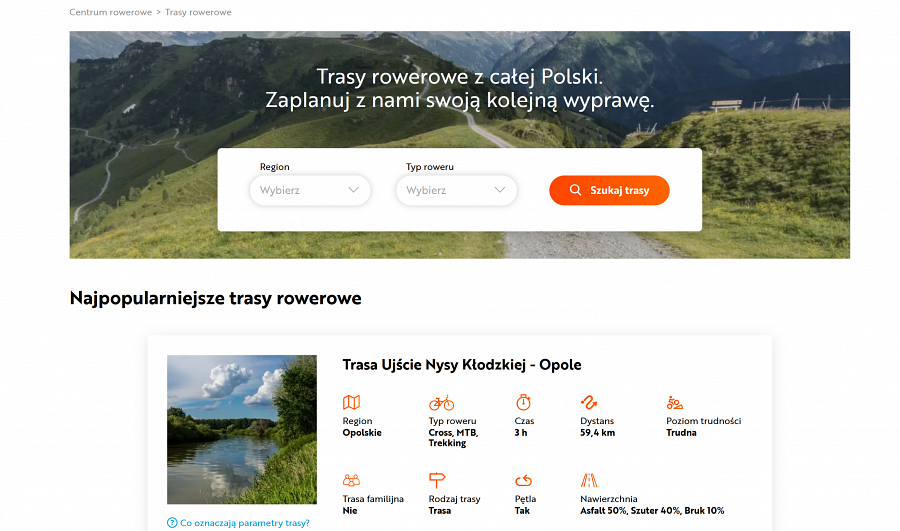 Centrum rowerowe > Trasy rowerowe
Trasy rowerowe z całej Polski.
Zaplanuj z nami swoją kolejną wyprawę.
Region
Typ roweru
Wybierz
Wybierz
Szukaj trasy
Najpopularniejsze trasy rowerowe
Trasa Ujście Nysy Kłodzkiej - Opole
Region
Opolskie
Typ roweru
Cross, MTB,
Trekking
Czas
3 h
Dystans
59,4 km
Poziom trudności
Trudna
Trasa familijna
Nie
Rodzaj trasy
Trasa
Pętla
Tak
Nawierzchnia
Asfalt 50%, Szuter 40%, Bruk 10%
Co oznaczają parametry trasy?